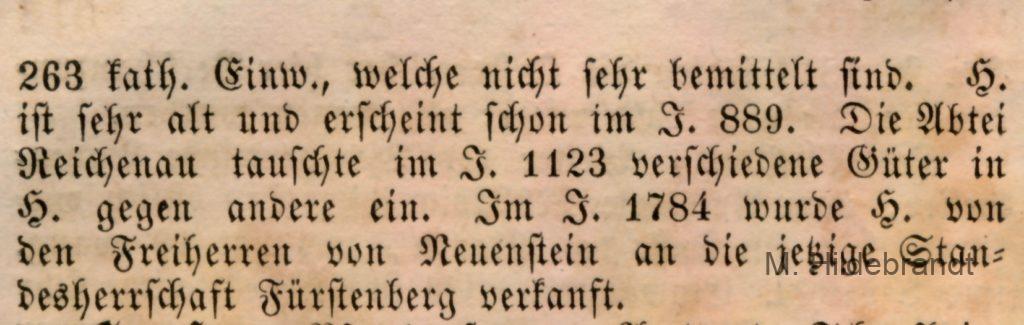 263 kath. Einw., welche nicht sehr bemittelt sind. H.
ist sehr alt und erscheint schon im J. 889. Die Abtei
Reichenau tauschte im J. 1123 verschiedene Güter in
H. gegen andere ein. Im J. 1784 wurde H. von
den Freiherren von Neuenstein an die jetzige Stan-
M. Hildebrandt
desherrschaft Fürstenberg verkauft.